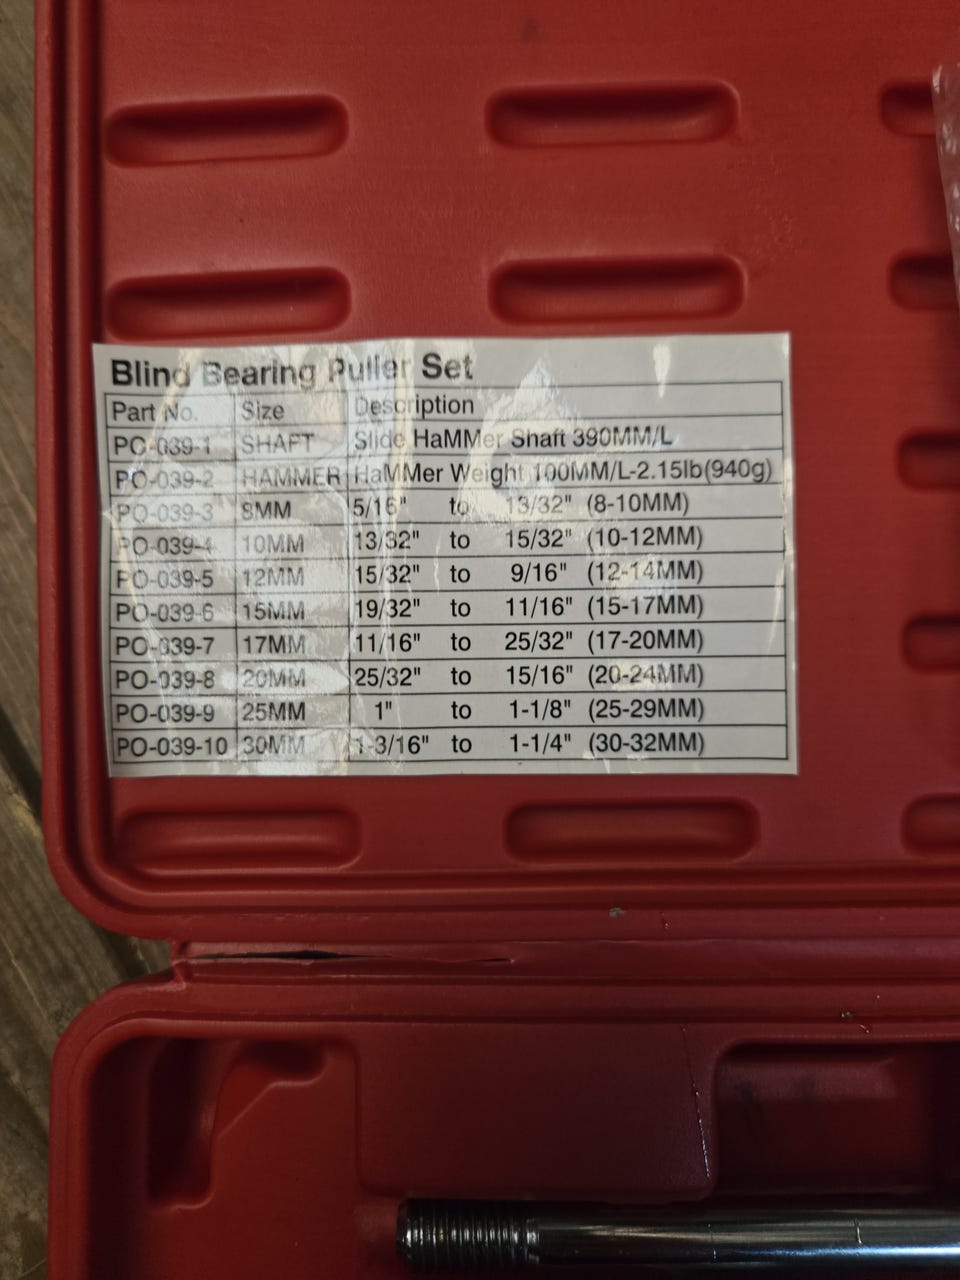 Blind Bearing Puller Set
Part No. Size Description
PO-039-1 SHAFT Slide HaMMer Shaft 390MM/L
PO-039-2 HAMMER HaMMer Weight 100MM/L-2.15lb(940g)
PO-039-3 8MM 5/16" to 13/32" (8-10MM)
PO-039-4 10MM 13/32" to 15/32" (10-12MM)
PO-039-5 12MM 15/32" to 9/16" (12-14MM)
PO-039-6 15MM 19/32" to 11/16" (15-17MM)
PO-039-7 17MM 11/16" to 25/32" (17-20MM)
PO-039-8 20MM 25/32" to 15/16" (20-24MM)
PO-039-9 25MM 1" to 1-1/8" (25-29MM)
PO-039-10 30MM 1-3/16" to 1-1/4" (30-32MM)